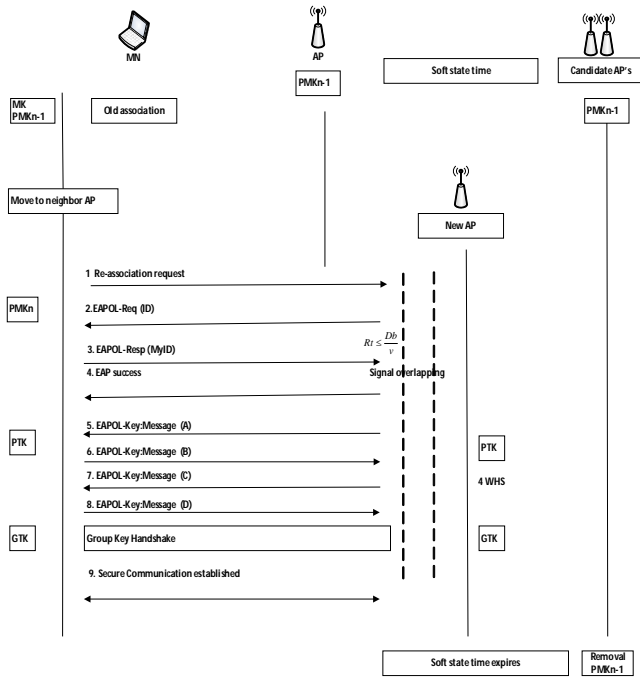 MN
AP
PMKn-1
Soft state time
Candidate AP's
MK
PMKn-1
Old association
PMKn-1
Move to neighbor AP
New AP
1 Re-association request
PMKn
2.EAPOL-Req (ID)
3. EAPOL-Resp (MyID)
Rt ≤ Db/v
4. EAP success
Signal overlapping
5. EAPOL-Key:Message (A)
PTK
PTK
6. EAPOL-Key:Message (B)
7. EAPOL-Key:Message (C)
4 WHS
8. EAPOL-Key:Message (D)
GTK
Group Key Handshake
GTK
9. Secure Communication established
Soft state time expires
Removal
PMKn-1